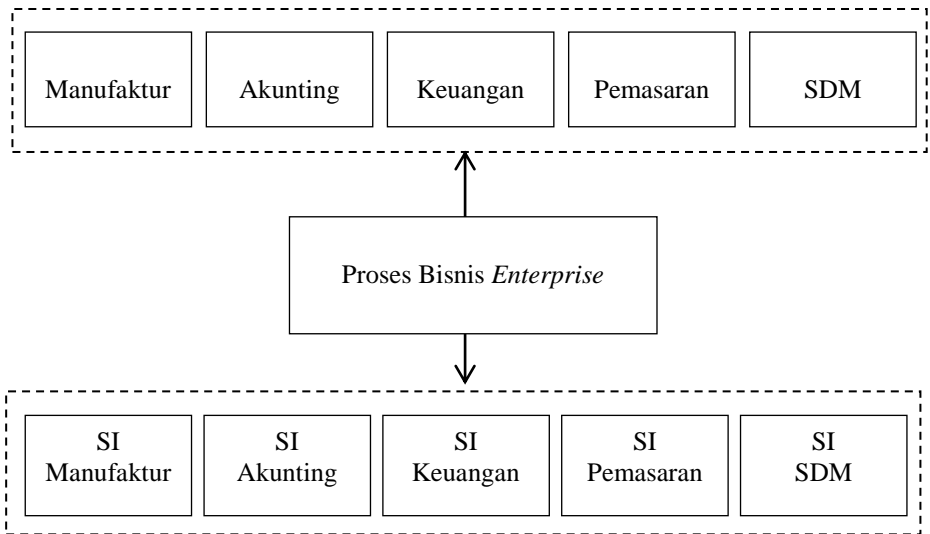 Manufaktur
Akunting
Keuangan
Pemasaran
SDM
Proses Bisnis Enterprise
SI
Manufaktur
SI
Akunting
SI
Keuangan
SI
Pemasaran
SI
SDM